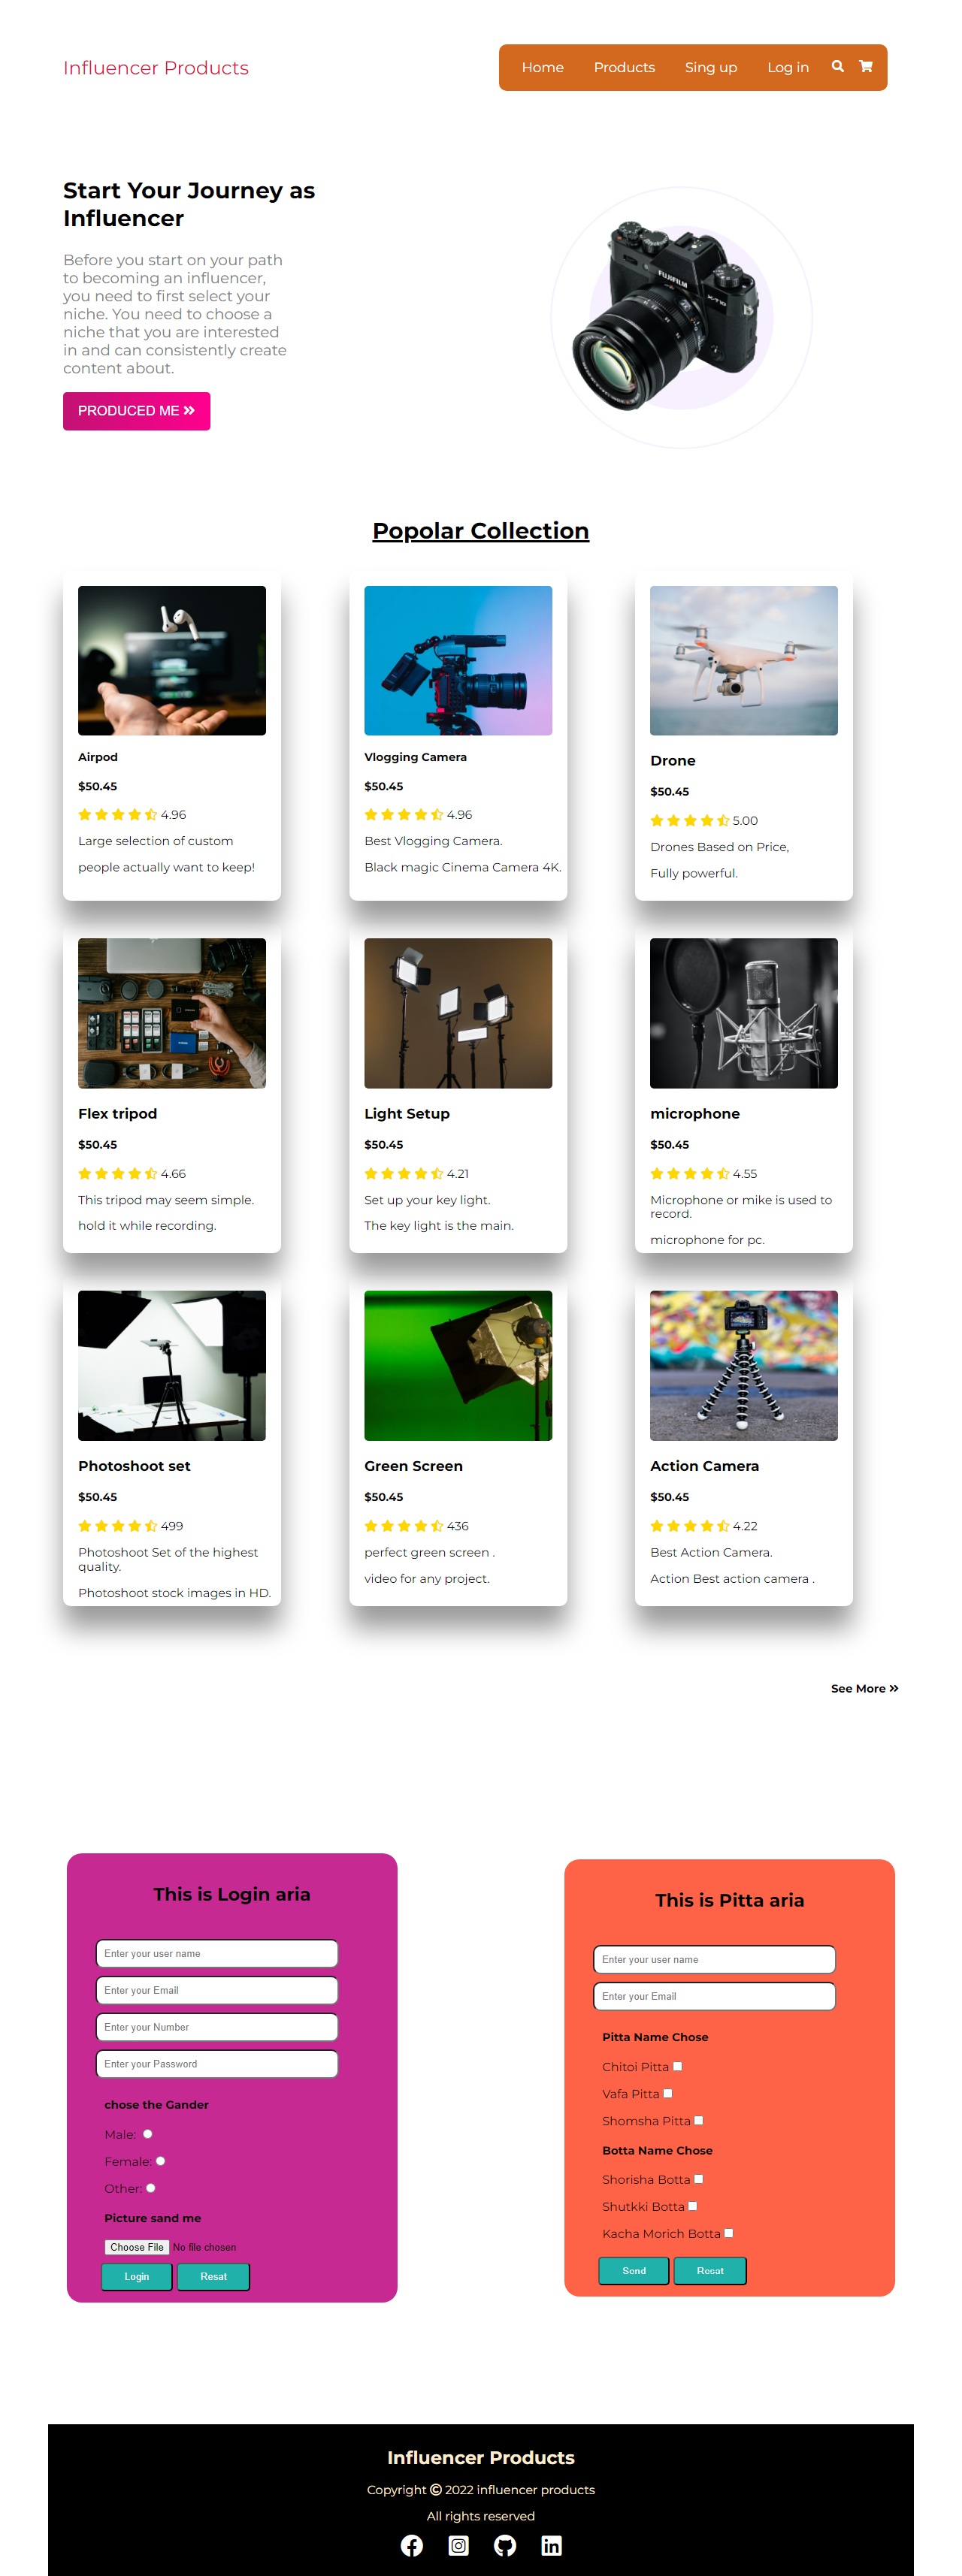 Influencer Products
Home Products Sing up Log in
Start Your Journey as
Influencer
Before you start on your path
to becoming an influencer,
you need to first select your
niche. You need to choose a
niche that you are interested
in and can consistently create
content about.
PRODUCED ME
FUJIFILM
X-T10
Popolar Collection
Airpod
$50.45
4.96
Large selection of custom
people actually want to keep!
Vlogging Camera
$50.45
4.96
Best Vlogging Camera.
Black magic Cinema Camera 4K.
Drone
$50.45
5.00
Drones Based on Price,
Fully powerful.
Flex tripod
$50.45
4.66
This tripod may seem simple.
hold it while recording.
Light Setup
$50.45
4.21
Set up your key light.
The key light is the main.
microphone
$50.45
4.55
Microphone or mike is used to
record.
microphone for pc.
Photoshoot set
$50.45
499
Photoshoot Set of the highest
quality.
Photoshoot stock images in HD.
Green Screen
$50.45
436
perfect green screen .
video for any project.
Action Camera
$50.45
4.22
Best Action Camera.
Action Best action camera .
See More
This is Login aria
Enter your user name
Enter your Email
Enter your Number
Enter your Password
chose the Gander
Male:
Female:
Other:
Picture sand me
Choose File No file chosen
Login Resat
This is Pitta aria
Enter your user name
Enter your Email
Pitta Name Chose
Chitoi Pitta
Vafa Pitta
Shomsha Pitta
Botta Name Chose
Shorisha Botta
Shutkki Botta
Kacha Morich Botta
Send Resat
Influencer Products
Copyright © 2022 influencer products
All rights reserved